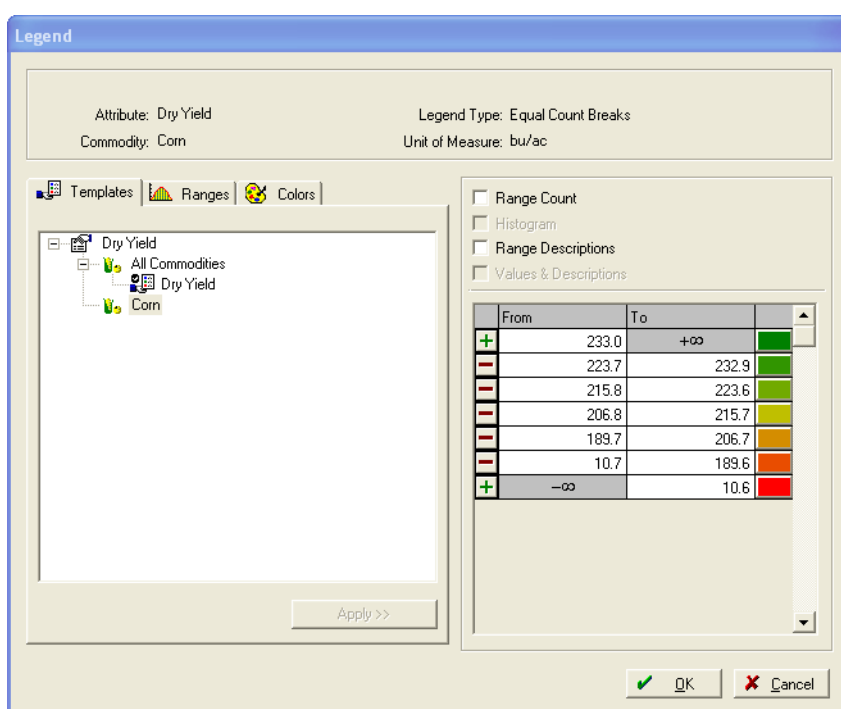 Legend
Attribute: Dry Yield Legend Type: Equal Count Breaks
Commodity: Corn Unit of Measure: bu/ac
Templates Ranges Colors
Dry Yield
All Commodities
Dry Yield
Corn
Apply >>
Range Count
Histogram
Range Descriptions
Values & Descriptions
From To
233.0 +∞
223.7 232.9
215.8 223.6
206.8 215.7
189.7 206.7
10.7 189.6
−∞ 10.6
OK Cancel